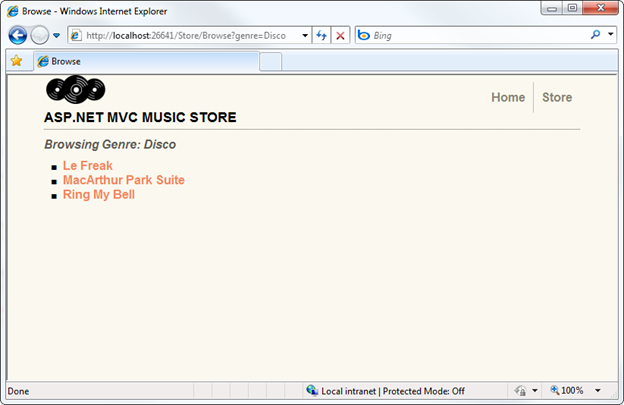 Browse - Windows Internet Explorer
http://localhost:26641/Store/Browse?genre=Disco
Bing
Browse
Home
Store
ASP.NET MVC MUSIC STORE
Browsing Genre: Disco
Le Freak
MacArthur Park Suite
Ring My Bell
Done
Local intranet | Protected Mode: Off
100%